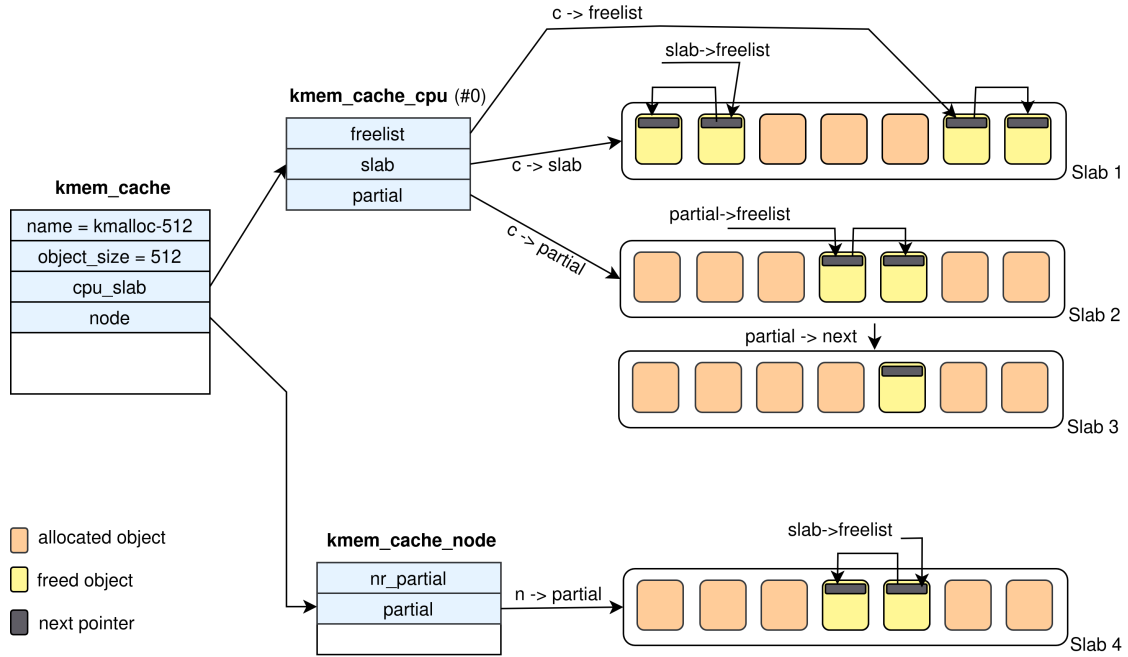 c -> freelist
slab->freelist
kmem_cache_cpu (#0)
freelist
slab
partial
c -> slab
Slab 1
kmem_cache
name = kmalloc-512
object_size = 512
cpu_slab
node
c -> partial
partial->freelist
Slab 2
partial -> next
Slab 3
allocated object
freed object
next pointer
kmem_cache_node
nr_partial
partial
n -> partial
slab->freelist
Slab 4